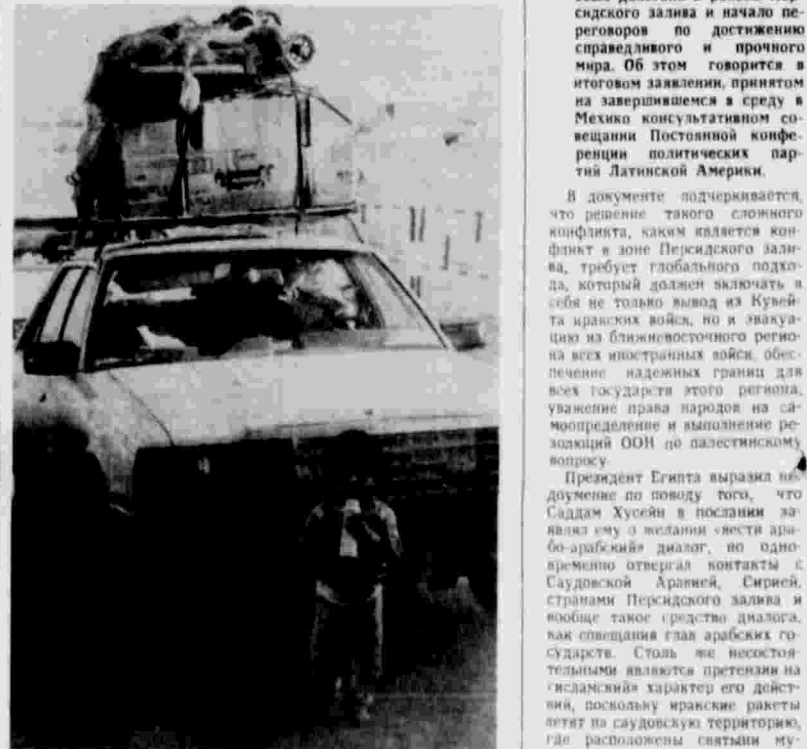 сидского залива и начало пе-
реговоров по достижению
справедливого и прочного
мира. Об этом говорится в
итоговом заявлении, принятом
на завершившемся в среду в
Мехико консультативном со-
вещании Постоянной конфе-
ренции политических пар-
тий Латинской Америки.
В документе подчеркивается,
что решение такого сложного
конфликта, каким является кон-
фликт в зоне Персидского зали-
ва, требует глобального подхо-
да, который должен включать в
себя не только вывод из Кувей-
та иракских войск, но и эвакуа-
цию из ближневосточного регио-
на всех иностранных войск, обес-
печение надежных границ для
всех государств этого региона,
уважение права народов на са-
моопределение и выполнение ре-
золюций ООН по палестинскому
вопросу
Президент Египта выразил не-
доумение по поводу того, что
Саддам Хусейн в послании за-
являл ему о желании «вести ара-
бо-арабский» диалог, но одно-
временно отвергал контакты с
Саудовской Аравией, Сирией,
странами Персидского залива и
вообще такое средство диалога,
как совещания глав арабских го-
сударств. Столь же несостоя-
тельными являются претензии на
«исламский» характер его дейст-
вий, поскольку иракские ракеты
летят на саудовскую территорию,
где расположены святыни му-